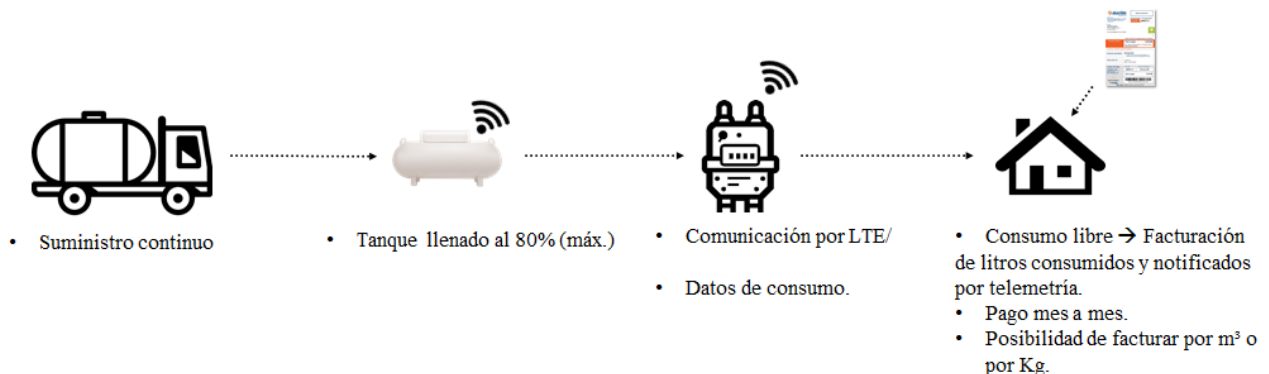 • Suministro continuo
• Tanque llenado al 80% (máx.)
• Comunicación por LTE/
• Datos de consumo.
• Consumo libre → Facturación
de litros consumidos y notificados
por telemetría.
• Pago mes a mes.
• Posibilidad de facturar por m³ o
por Kg.